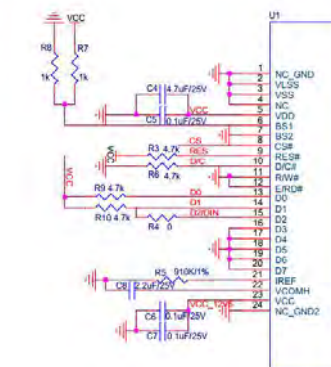 U1
VCC
R8
R7
1k
1k
C4
4.7uF/25V
VCC
C5
0.1uF/25V
CS
RES
D/C
VCC
R3 4.7k
R6 4.7k
VCC
R9 4.7k
D0
D1
R10 4.7k
D2/DIN
R4 0
R5 910K/1%
C8 2.2uF/25V
C6 0.1uF/25V
C7 0.1uF/25V
1 NC_GND
2 VLSS
3 VSS
4 NC
5 VDD
6 BS1
7 BS2
8 CS#
9 RES#
10 D/C#
11 R/W#
12 E/RD#
13 D0
14 D1
15 D2
16 D3
17 D4
18 D5
19 D6
20 D7
21 IREF
22 VCOMH
23 VCC
24 NC_GND2